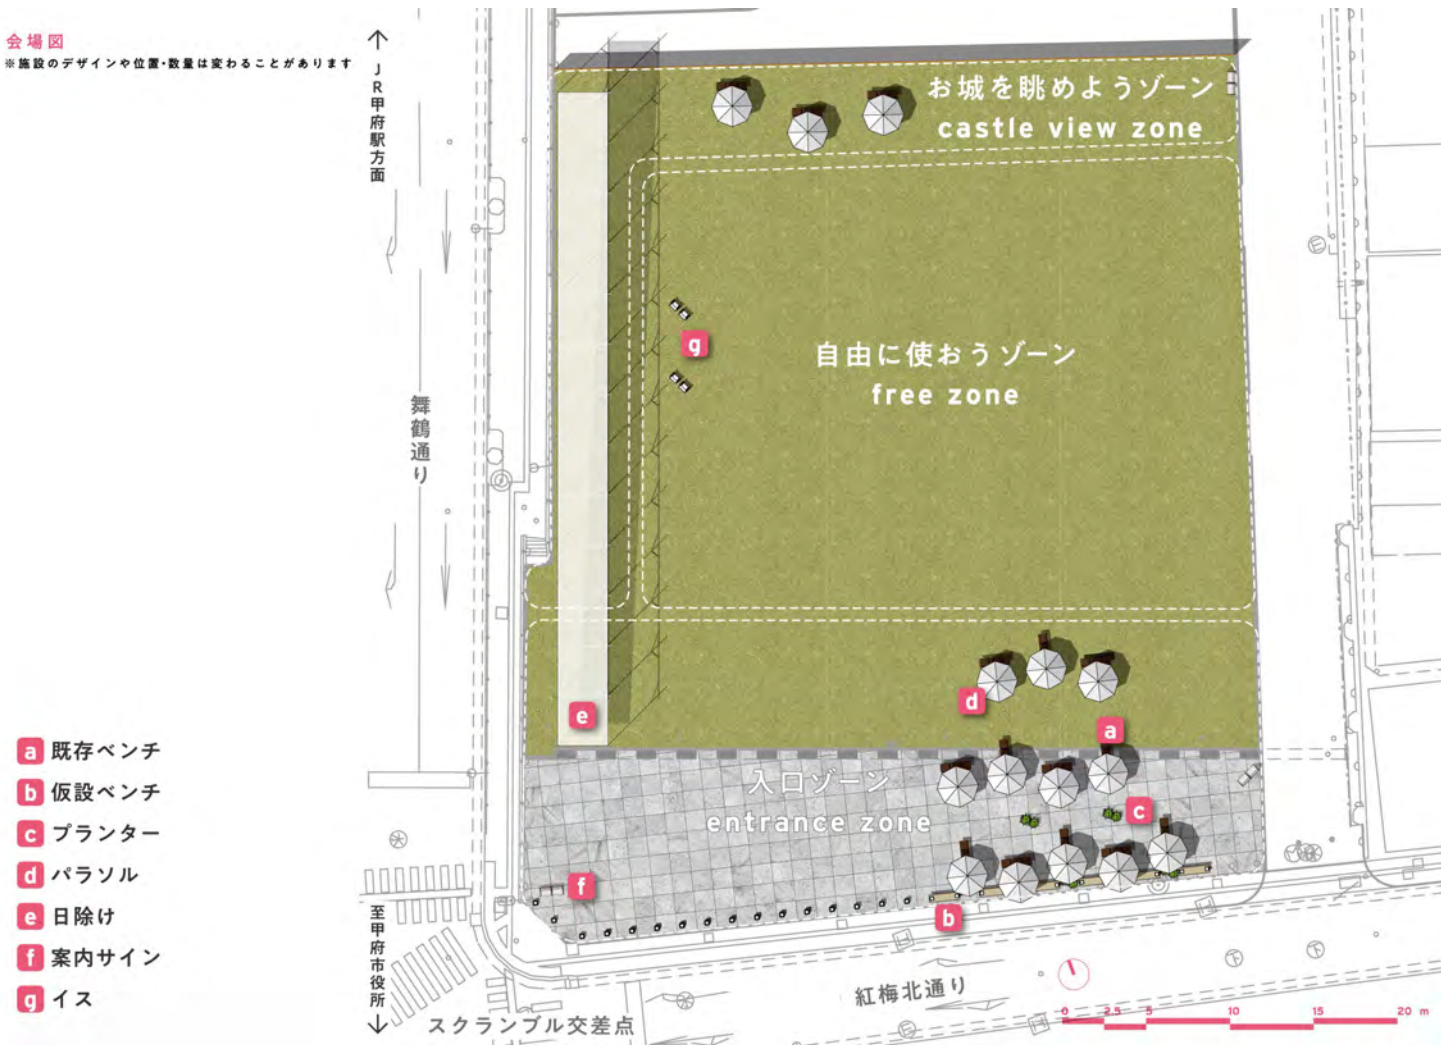 会場図
※施設のデザインや位置・数量は変わることがあります
JR甲府駅方面
お城を眺めようゾーン
castle view zone
g
自由に使おうゾーン
free zone
舞鶴通り
e
d
a
入口ゾーン
entrance zone
c
f
b
a 既存ベンチ
b 仮設ベンチ
c プランター
d パラソル
e 日除け
f 案内サイン
g イス
至甲府市役所
スクランブル交差点
紅梅北通り
0 2.5 5 10 15 20 m